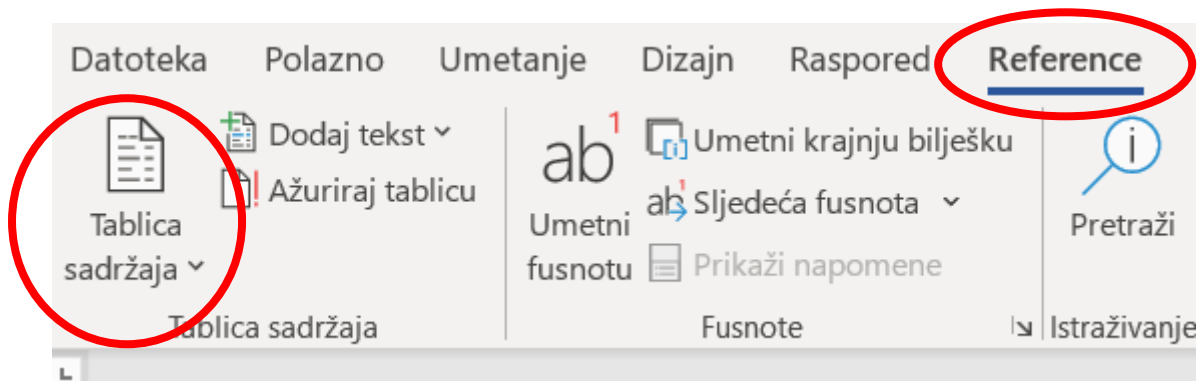 Datoteka Polazno Umetanje Dizajn Raspored Reference
Tablica
sadržaja
Dodaj tekst
Ažuriraj tablicu
Tablica sadržaja
ab1
Umetni
fusnotu
Umetni krajnju bilješku
Sljedeća fusnota
Prikaži napomene
Fusnote
Pretraži
Istraživanje